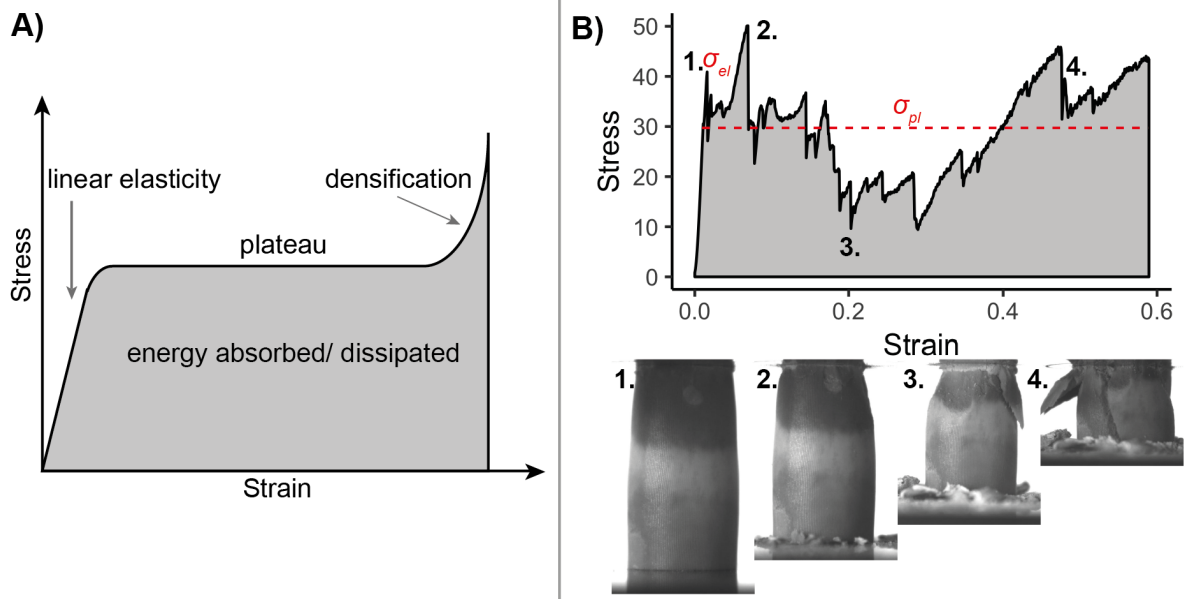 A)
linear elasticity
densification
plateau
Stress
energy absorbed/ dissipated
Strain
B)
50
40
30
20
10
0
Stress
1.
σel
2.
σpl
3.
4.
0.0
0.2
0.4
0.6
Strain
1.
2.
3.
4.